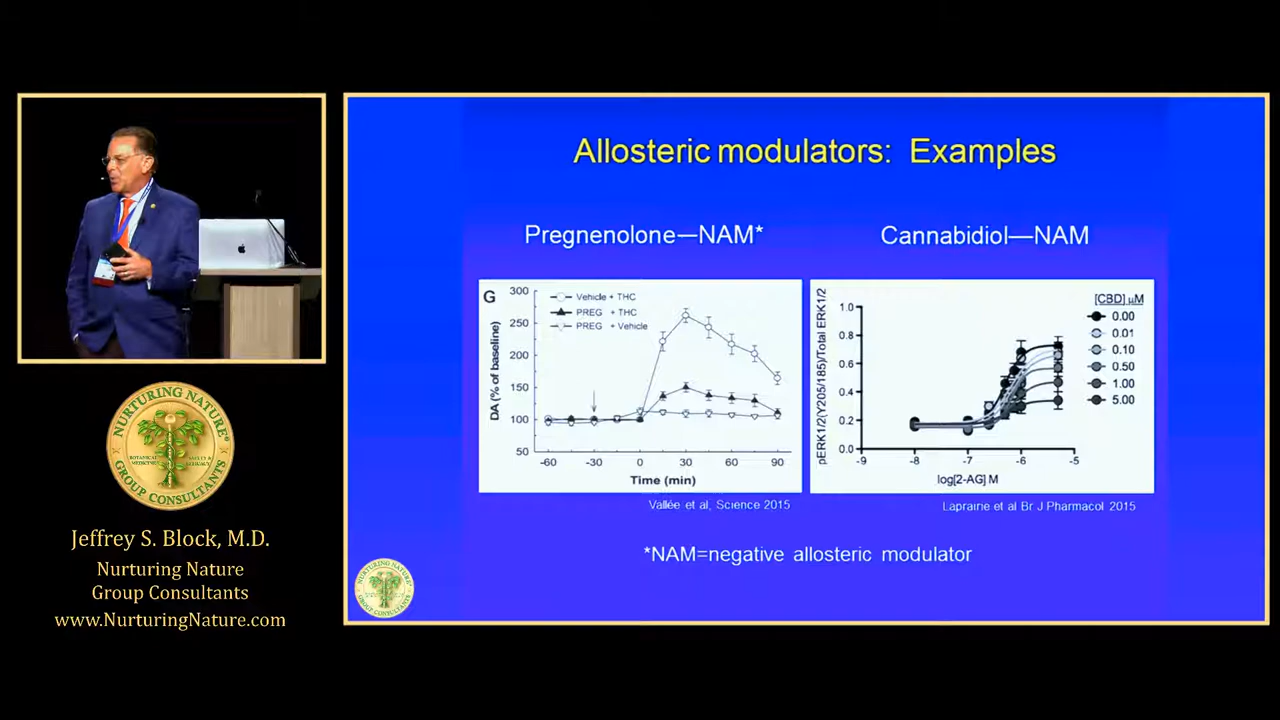 Allosteric modulators: Examples
Pregnenolone—NAM*
Cannabidiol—NAM
G
Vehicle + THC
PREG + THC
PREG + Vehicle
DA (% of baseline)
300
250
200
150
100
50
-60
-30
0
30
60
90
Time (min)
Vallée et al, Science 2015
pERK1/2(Y205/185)/Total ERK1/2
1.0
0.8
0.6
0.4
0.2
0.0
-9
-8
-7
-6
-5
log[2-AG] M
[CBD] µM
0.00
0.01
0.10
0.50
1.00
5.00
Laprairie et al Br J Pharmacol 2015
*NAM=negative allosteric modulator
NURTURING NATURE
GROUP CONSULTANTS
Jeffrey S. Block, M.D.
Nurturing Nature
Group Consultants
www.NurturingNature.com
NURTURING NATURE
GROUP CONSULTANTS